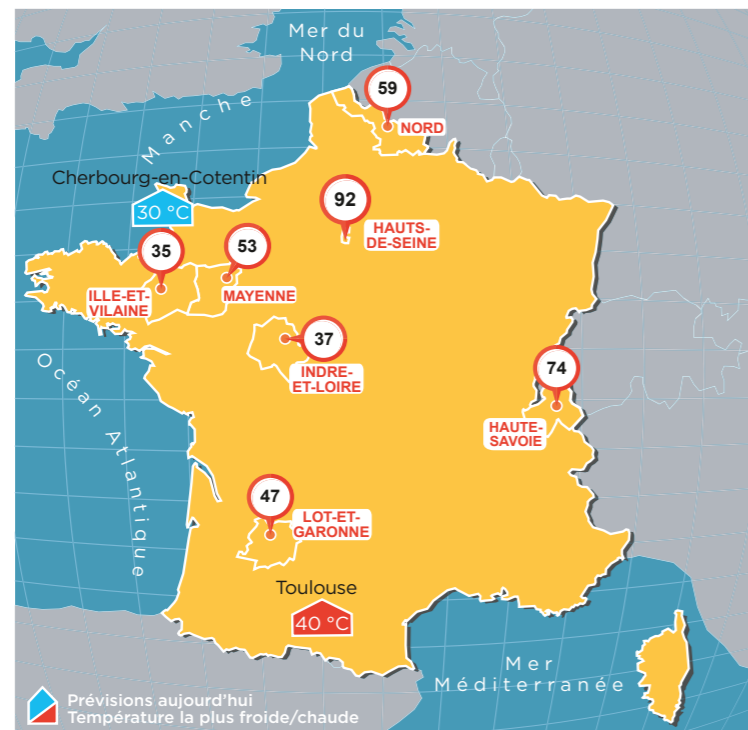 Mer du
Nord
59
NORD
Manche
Cherbourg-en-Cotentin
30 °C
92
HAUTS-
DE-SEINE
35
53
ILLE-ET-
VILAINE
MAYENNE
37
INDRE-
ET-LOIRE
74
HAUTE-
SAVOIE
Océan Atlantique
47
LOT-ET-
GARONNE
Toulouse
40 °C
Mer
Méditerranée
Prévisions aujourd'hui
Température la plus froide/chaude